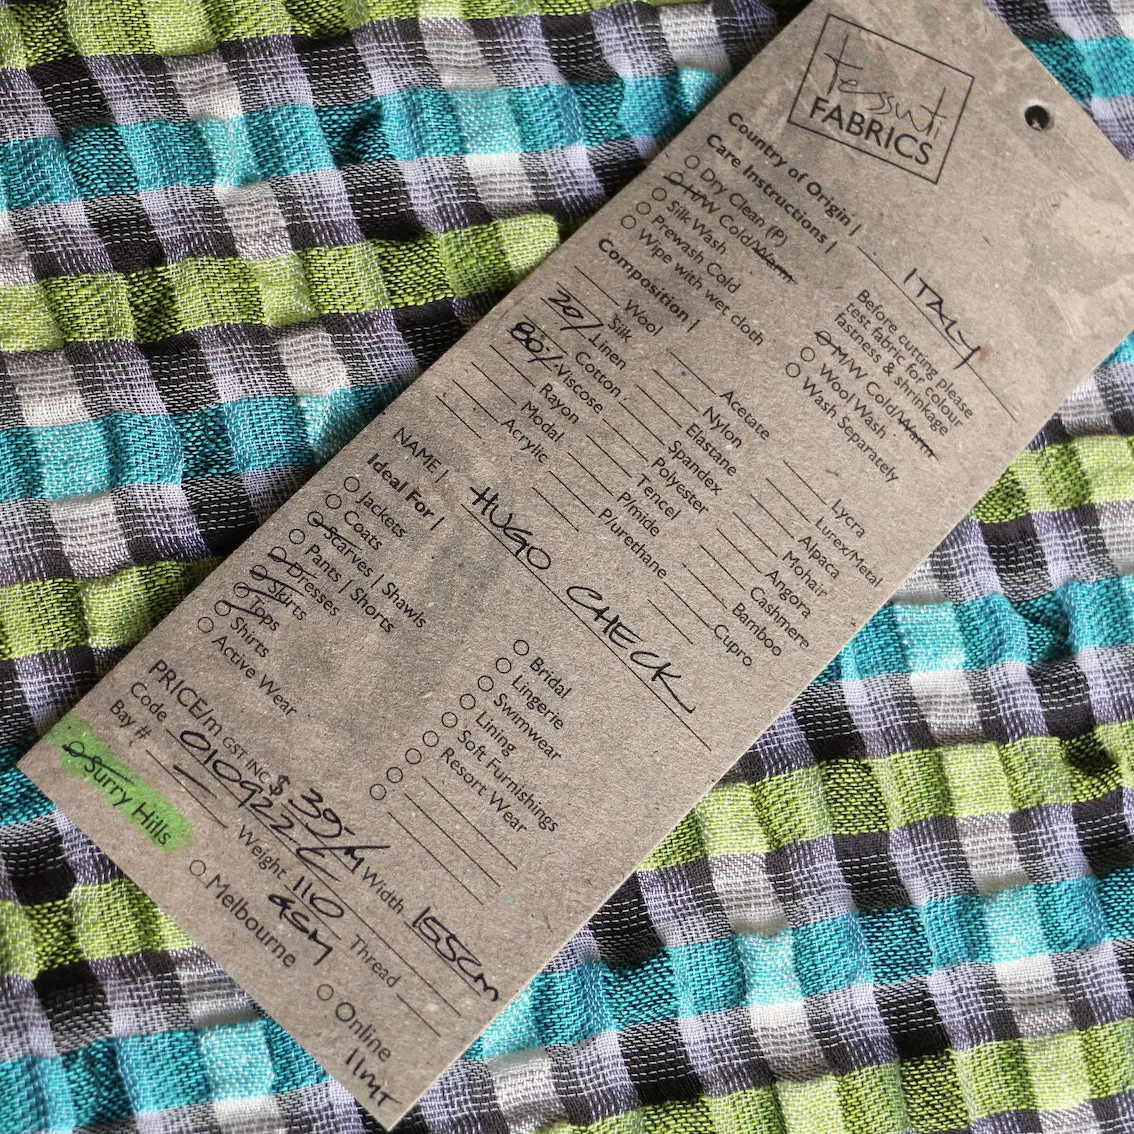 tessuti
FABRICS
Country of Origin | ITALY
Care Instructions |
Dry Clean (P)
H/W Cold/Warm
Silk Wash
Prewash Cold
Wipe with wet cloth
Before cutting please
test fabric for colour
fastness & shrinkage
M/W Cold/Warm
Wool Wash
Wash Separately
Composition |
Wool
Silk
20/. Linen
Cotton
80/. Viscose
Rayon
Modal
Acrylic
Acetate
Nylon
Elastane
Spandex
Polyester
Tencel
P/mide
P/urethane
Lycra
Lurex/Metal
Alpaca
Mohair
Angora
Cashmere
Bamboo
Cupro
NAME | HUGO CHECK
Ideal For |
Jackets
Coats
Scarves | Shawls
Pants | Shorts
Dresses
Skirts
Tops
Shirts
Active Wear
Bridal
Lingerie
Swimwear
Lining
Soft Furnishings
Resort Wear
PRICE/m GST INC $ 39/-M Width 155cm
Code 010922C Weight 110 GSM Thread
Bay #
Surry Hills
Melbourne
Online
11MT